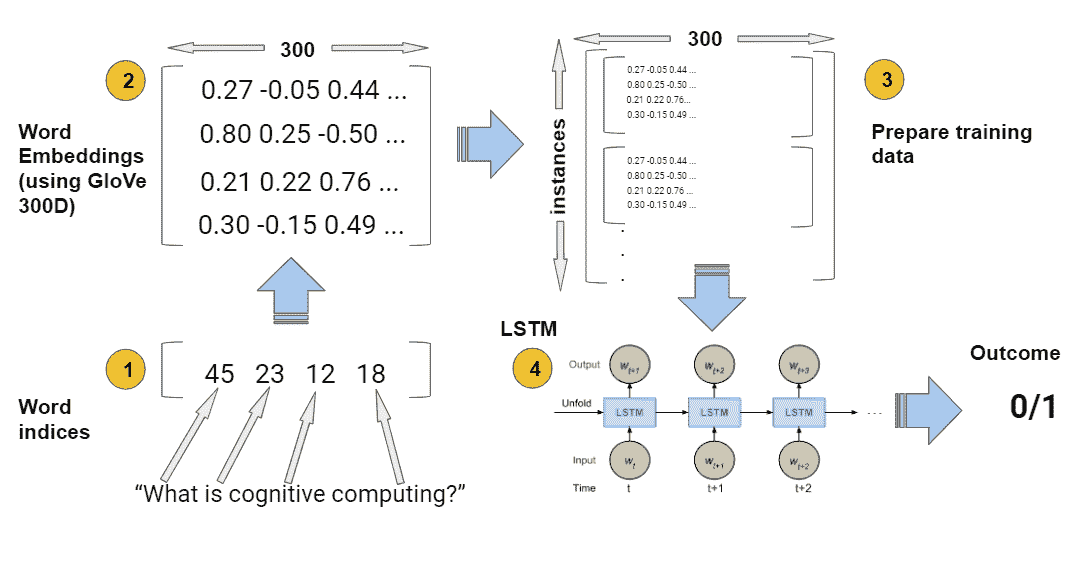 300
2
0.27 -0.05 0.44 ...
0.80 0.25 -0.50 ...
0.21 0.22 0.76 ...
0.30 -0.15 0.49 ...
Word
Embeddings
(using GloVe
300D)
300
instances
0.27 -0.05 0.44 ...
0.80 0.25 -0.50 ...
0.21 0.22 0.76...
0.30 -0.15 0.49 ...
0.27 -0.05 0.44 ...
0.80 0.25 -0.50 ...
0.21 0.22 0.76 ...
0.30 -0.15 0.49 ...
.
.
.
3
Prepare training
data
1
45 23 12 18
Word
indices
“What is cognitive computing?”
LSTM
4
Output
w t+1 w t+2 w t+3
Unfold
LSTM LSTM LSTM ...
Input
w t w t+1 w t+2
Time t t+1 t+2
Outcome
0/1